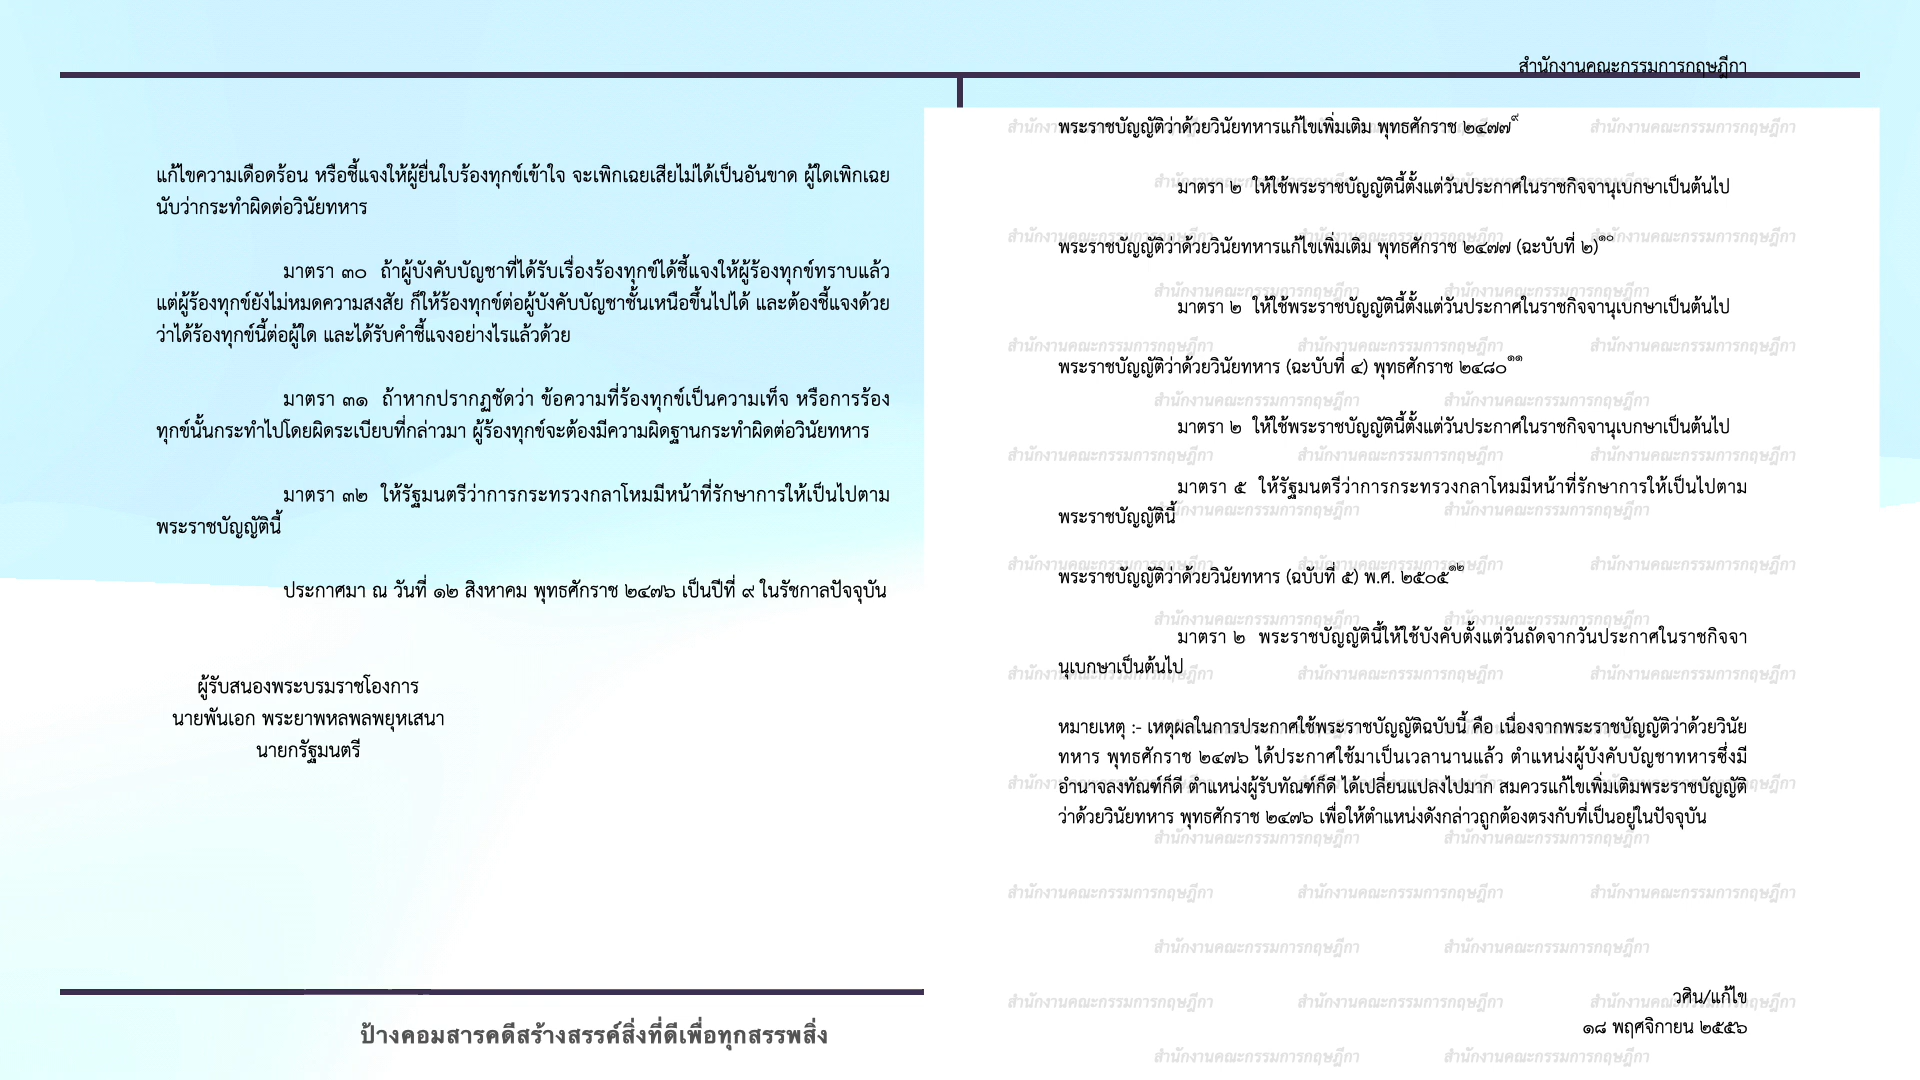 แก้ไขความเดือดร้อน หรือชี้แจงให้ผู้ยื่นใบร้องทุกข์เข้าใจ จะเพิกเฉยเสียไม่ได้เป็นอันขาด ผู้ใดเพิกเฉย
นับว่ากระทำผิดต่อวินัยทหาร
มาตรา ๓๐ ถ้าผู้บังคับบัญชาที่ได้รับเรื่องร้องทุกข์ได้ชี้แจงให้ผู้ร้องทุกข์ทราบแล้ว
แต่ผู้ร้องทุกข์ยังไม่หมดความสงสัย ก็ให้ร้องทุกข์ต่อผู้บังคับบัญชาชั้นเหนือขึ้นไปได้ และต้องชี้แจงด้วย
ว่าได้ร้องทุกข์นี้ต่อผู้ใด และได้รับคำชี้แจงอย่างไรแล้วด้วย
มาตรา ๓๑ ถ้าหากปรากฏชัดว่า ข้อความที่ร้องทุกข์เป็นความเท็จ หรือการร้อง
ทุกข์นั้นกระทำไปโดยผิดระเบียบที่กล่าวมา ผู้ร้องทุกข์จะต้องมีความผิดฐานกระทำผิดต่อวินัยทหาร
มาตรา ๓๒ ให้รัฐมนตรีว่าการกระทรวงกลาโหมมีหน้าที่รักษาการให้เป็นไปตาม
พระราชบัญญัตินี้
ประกาศมา ณ วันที่ ๑๒ สิงหาคม พุทธศักราช ๒๔๗๖ เป็นปีที่ ๙ ในรัชกาลปัจจุบัน
ผู้รับสนองพระบรมราชโองการ
นายพันเอก พระยาพหลพลพยุหเสนา
นายกรัฐมนตรี
ป้างคอมสารคดีสร้างสรรค์สิ่งที่ดีเพื่อทุกสรรพสิ่ง
สำนักงานคณะกรรมการกฤษฎีกา
พระราชบัญญัติว่าด้วยวินัยทหารแก้ไขเพิ่มเติม พุทธศักราช ๒๔๗๗๙
มาตรา ๒ ให้ใช้พระราชบัญญัตินี้ตั้งแต่วันประกาศในราชกิจจานุเบกษาเป็นต้นไป
พระราชบัญญัติว่าด้วยวินัยทหารแก้ไขเพิ่มเติม พุทธศักราช ๒๔๗๗ (ฉะบับที่ ๒)๑๐
มาตรา ๒ ให้ใช้พระราชบัญญัตินี้ตั้งแต่วันประกาศในราชกิจจานุเบกษาเป็นต้นไป
พระราชบัญญัติว่าด้วยวินัยทหาร (ฉะบับที่ ๔) พุทธศักราช ๒๔๘๐๑๑
มาตรา ๒ ให้ใช้พระราชบัญญัตินี้ตั้งแต่วันประกาศในราชกิจจานุเบกษาเป็นต้นไป
มาตรา ๕ ให้รัฐมนตรีว่าการกระทรวงกลาโหมมีหน้าที่รักษาการให้เป็นไปตาม
พระราชบัญญัตินี้
พระราชบัญญัติว่าด้วยวินัยทหาร (ฉบับที่ ๕) พ.ศ. ๒๕๐๕๑๒
มาตรา ๒ พระราชบัญญัตินี้ให้ใช้บังคับตั้งแต่วันถัดจากวันประกาศในราชกิจจา
นุเบกษาเป็นต้นไป
หมายเหตุ :- เหตุผลในการประกาศใช้พระราชบัญญัติฉบับนี้ คือ เนื่องจากพระราชบัญญัติว่าด้วยวินัย
ทหาร พุทธศักราช ๒๔๗๖ ได้ประกาศใช้มาเป็นเวลานานแล้ว ตำแหน่งผู้บังคับบัญชาทหารซึ่งมี
อำนาจลงทัณฑ์ก็ดี ตำแหน่งผู้รับทัณฑ์ก็ดี ได้เปลี่ยนแปลงไปมาก สมควรแก้ไขเพิ่มเติมพระราชบัญญัติ
ว่าด้วยวินัยทหาร พุทธศักราช ๒๔๗๖ เพื่อให้ตำแหน่งดังกล่าวถูกต้องตรงกับที่เป็นอยู่ในปัจจุบัน
วศิน/แก้ไข
๑๘ พฤศจิกายน ๒๕๕๖